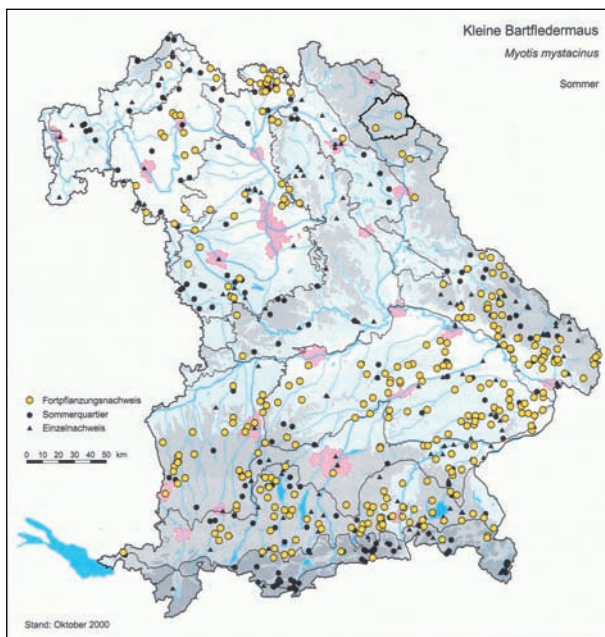 Kleine Bartfledermaus
Myotis mystacinus
Sommer
Fortpflanzungsnachweis
Sommerquartier
Einzelnachweis
0 10 20 30 40 50 km
Stand: Oktober 2000